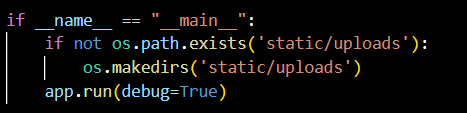 if __name__ == "__main__":
    if not os.path.exists('static/uploads'):
        os.makedirs('static/uploads')
    app.run(debug=True)